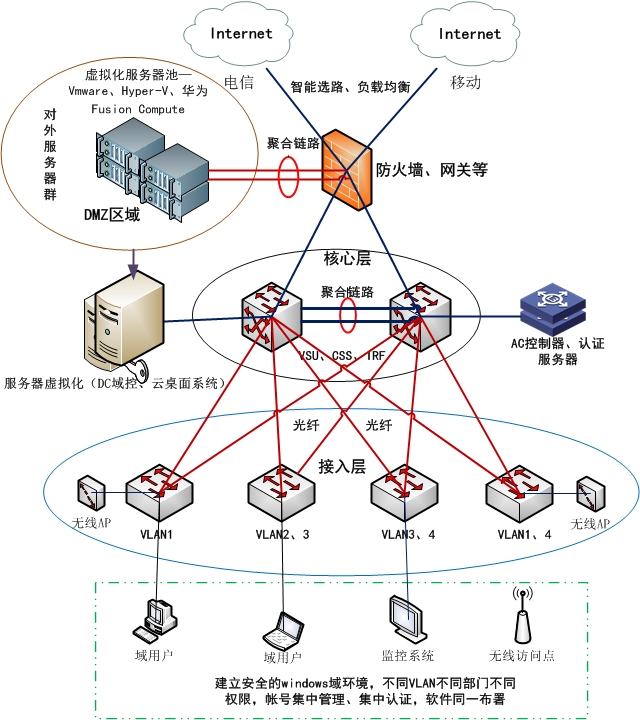 Internet
Internet
电信
移动
智能选路、负载均衡
虚拟化服务器池—
Vmware、Hyper-V、华为
Fusion Compute
对外服务器群
DMZ区域
聚合链路
防火墙、网关等
核心层
聚合链路
VSU、CSS、IRF
AC控制器、认证
服务器
服务器虚拟化（DC域控、云桌面系统）
光纤
光纤
接入层
无线AP
VLAN1
VLAN2、3
VLAN3、4
VLAN1、4
无线AP
域用户
域用户
监控系统
无线访问点
建立安全的windows域环境，不同VLAN不同部门不同
权限，帐号集中管理、集中认证，软件同一布署